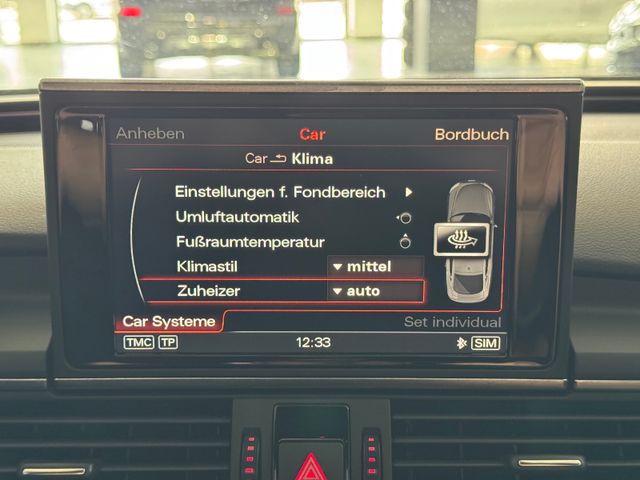 Anheben Car Bordbuch
Car Klima
Einstellungen f. Fondbereich
Umluftautomatik
Fußraumtemperatur
Klimastil mittel
Zuheizer auto
Car Systeme Set individual
TMC TP 12:33 SIM